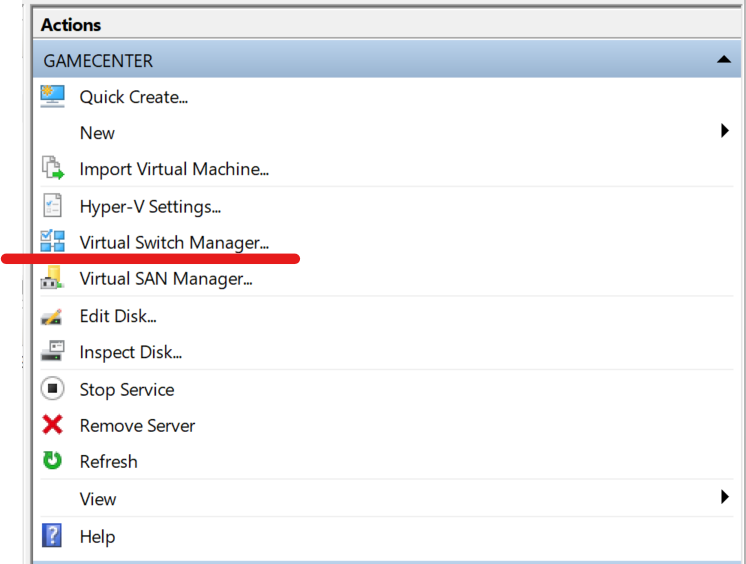 Actions
GAMECENTER
Quick Create...
New
Import Virtual Machine...
Hyper-V Settings...
Virtual Switch Manager...
Virtual SAN Manager...
Edit Disk...
Inspect Disk...
Stop Service
Remove Server
Refresh
View
Help